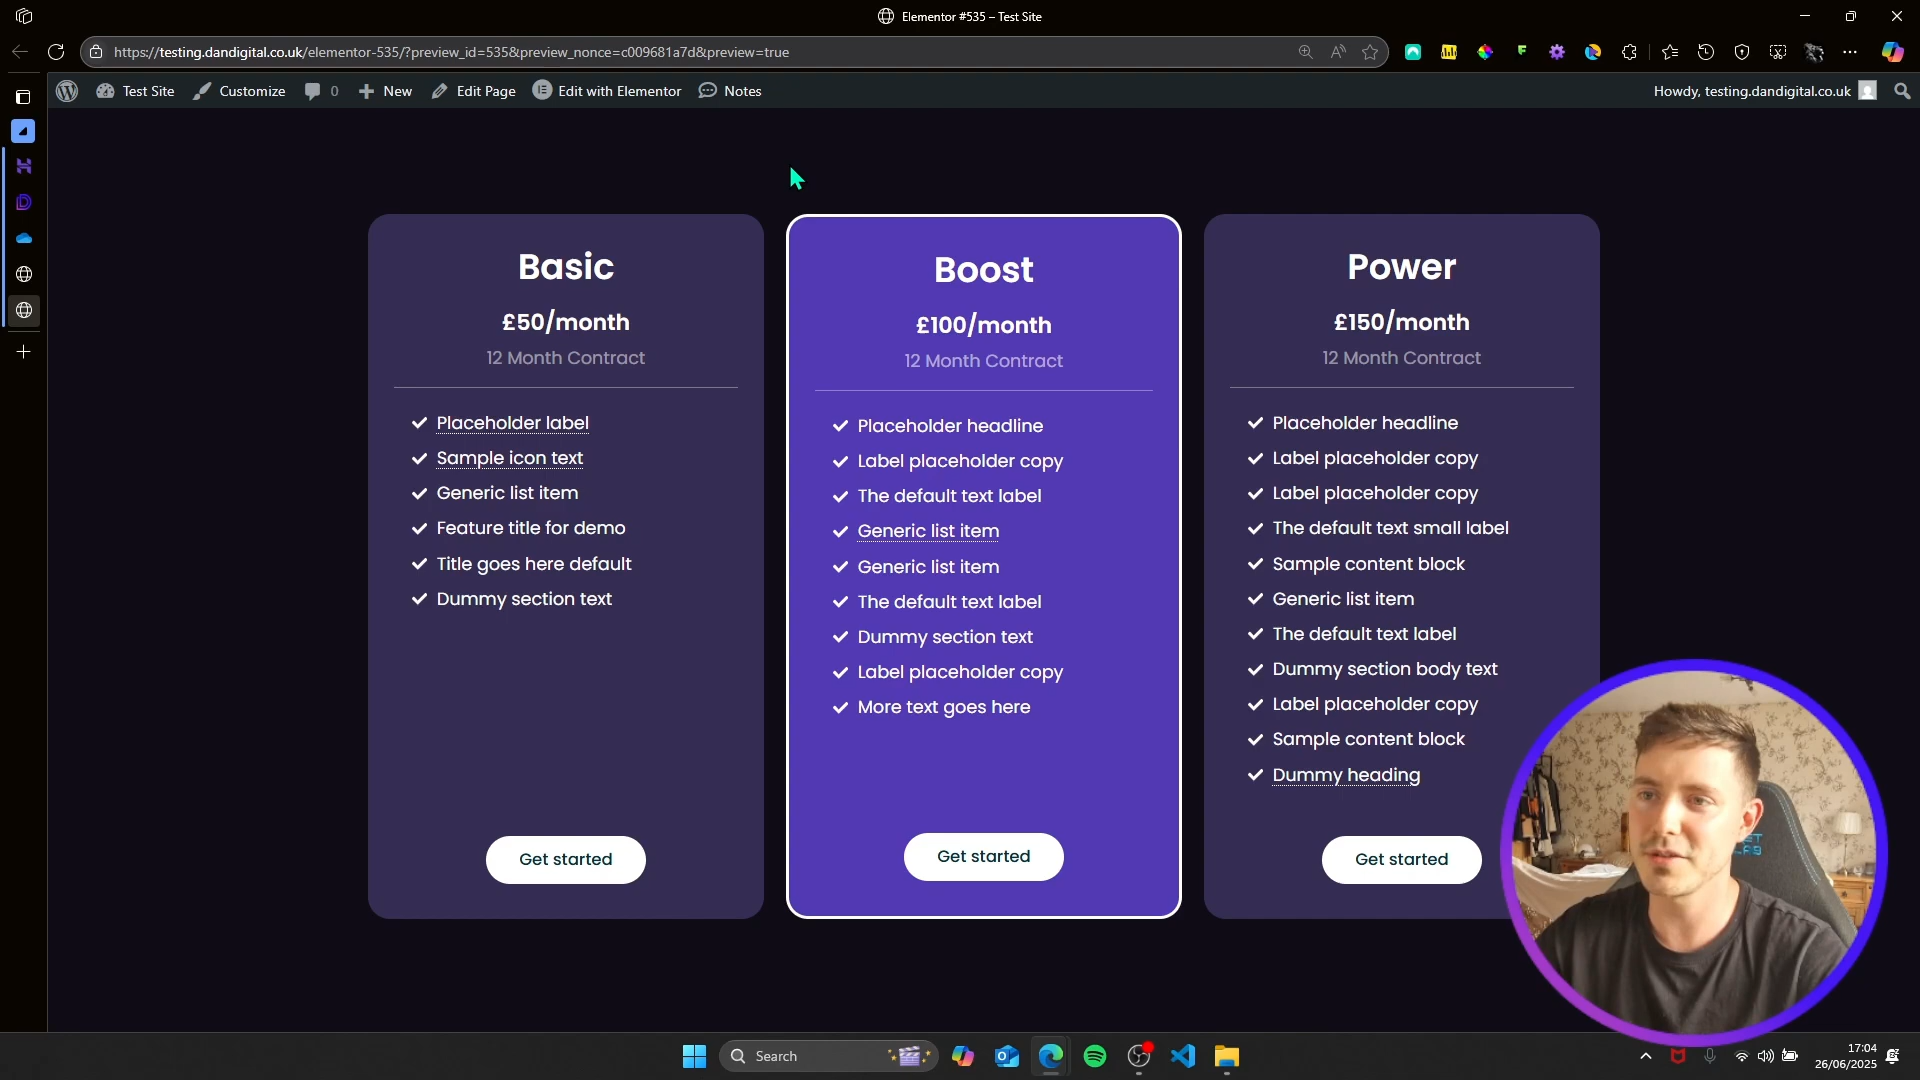 Elementor #535 – Test Site
https://testing.dandigital.co.uk/elementor-535/?preview_id=535&preview_nonce=c009681a7d&preview=true
Test Site
Customize
0
New
Edit Page
Edit with Elementor
Notes
Howdy, testing.dandigital.co.uk
Basic
£50/month
12 Month Contract
Placeholder label
Sample icon text
Generic list item
Feature title for demo
Title goes here default
Dummy section text
Get started
Boost
£100/month
12 Month Contract
Placeholder headline
Label placeholder copy
The default text label
Generic list item
Generic list item
The default text label
Dummy section text
Label placeholder copy
More text goes here
Get started
Power
£150/month
12 Month Contract
Placeholder headline
Label placeholder copy
Label placeholder copy
The default text small label
Sample content block
Generic list item
The default text label
Dummy section body text
Label placeholder copy
Sample content block
Dummy heading
Get started
Search
17:04
26/06/2025